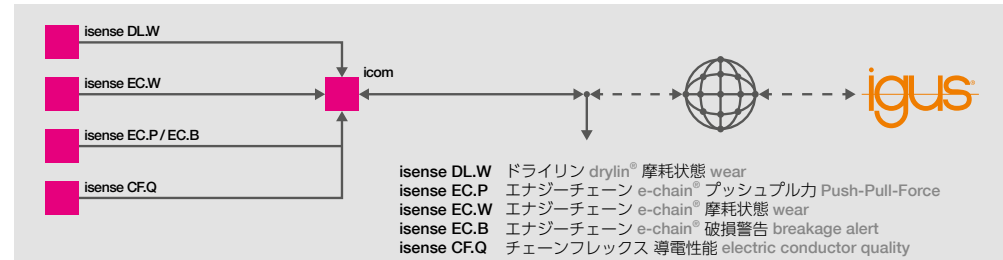 isense DL.W
isense EC.W
icom
isense EC.P / EC.B
isense CF.Q
igus®
isense DL.W ドライリン drylin® 摩耗状態 wear
isense EC.P エナジーチェーン e-chain® プッシュプル力 Push-Pull-Force
isense EC.W エナジーチェーン e-chain® 摩耗状態 wear
isense EC.B エナジーチェーン e-chain® 破損警告 breakage alert
isense CF.Q チェーンフレックス 導電性能 electric conductor quality